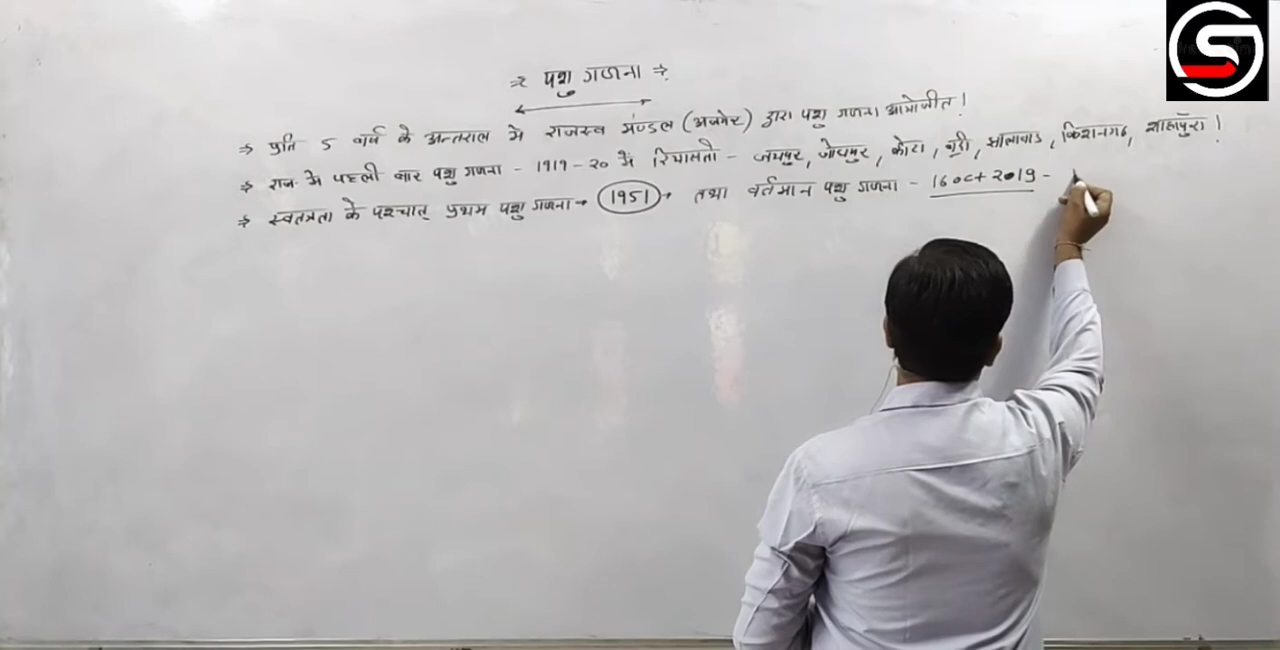 ⇒ पशु गणना ⇒
⇒ प्रति 5 वर्ष के अन्तराल में राजस्व मण्डल (अजमेर) द्वारा पशु गणना आयोजीत।
⇒ राज. में पहली बार पशु गणना - 1919-20 में रियासतो - जयपुर, जोधपुर, कोटा, बूंदी, झालावाड, किशनगढ, शाहपुरा।
⇒ स्वतंत्रता के पश्चात् प्रथम पशु गणना → 1951 → तथा वर्तमान पशु गणना - 16 oct 2019 -
S